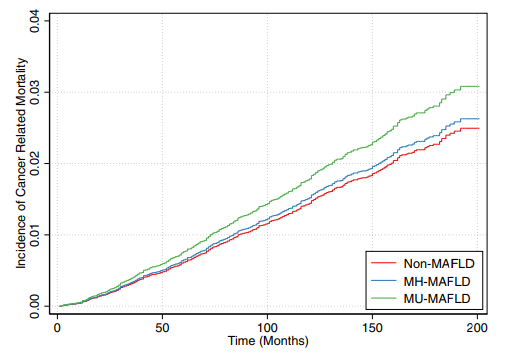 0.04
0.03
0.02
0.01
0.00
Incidence of Cancer Related Mortality
0 50 100 150 200
Time (Months)
Non-MAFLD
MH-MAFLD
MU-MAFLD